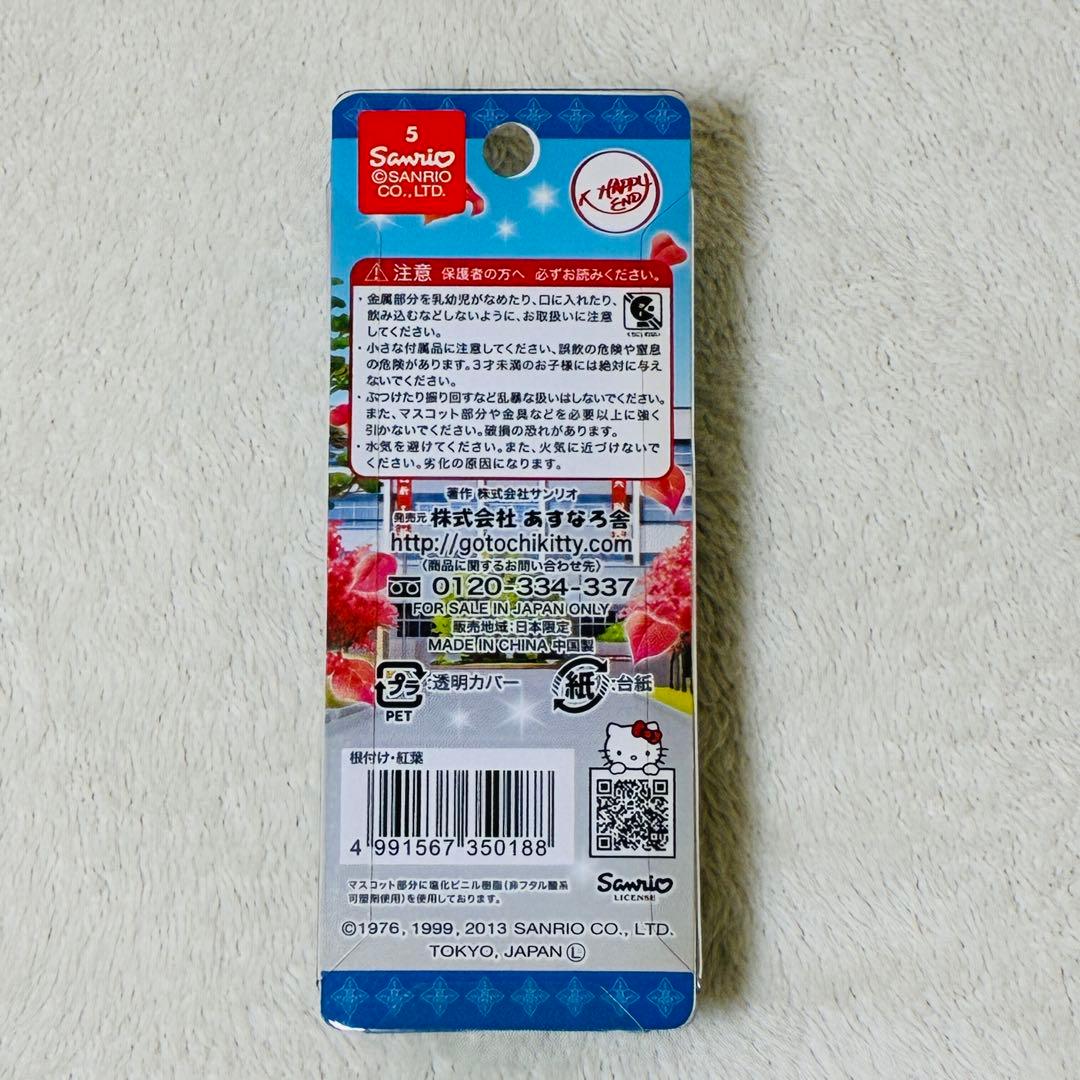 5
Sanrio
©SANRIO
CO., LTD.
HAPPY
END
注意 保護者の方へ 必ずお読みください。
・金属部分を乳幼児がなめたり、口に入れたり、
飲み込むなどしないように、お取扱いに注意
してください。
・小さな付属品に注意してください、誤飲の危険や窒息
の危険があります。3才未満のお子様には絶対に与え
ないでください。
・ぶつけたり振り回すなど乱暴な扱いはしないでください。
また、マスコット部分や金具などを必要以上に強く
引かないでください。破損の恐れがあります。
・水気を避けてください。また、火気に近づけないで
ください。劣化の原因になります。
著作 株式会社サンリオ
発売元 株式会社 あすなろ舎
http://gotochikitty.com
〈商品に関するお問い合わせ先〉
0120-334-337
FOR SALE IN JAPAN ONLY
販売地域:日本限定
MADE IN CHINA 中国製
プラ :透明カバー
PET
紙 :台紙
根付け・紅葉
4 991567 350188
マスコット部分に塩化ビニル樹脂(非フタル酸系
可塑剤使用)を使用しております。
Sanrio
LICENSE
©1976, 1999, 2013 SANRIO CO., LTD.
TOKYO, JAPAN Ⓛ